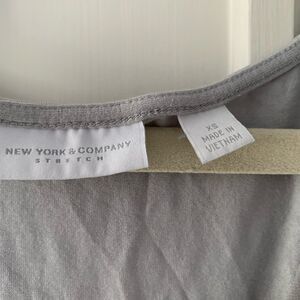 NEW YORK & COMPANY
STRETCH
XS
MADE IN
VIETNAM